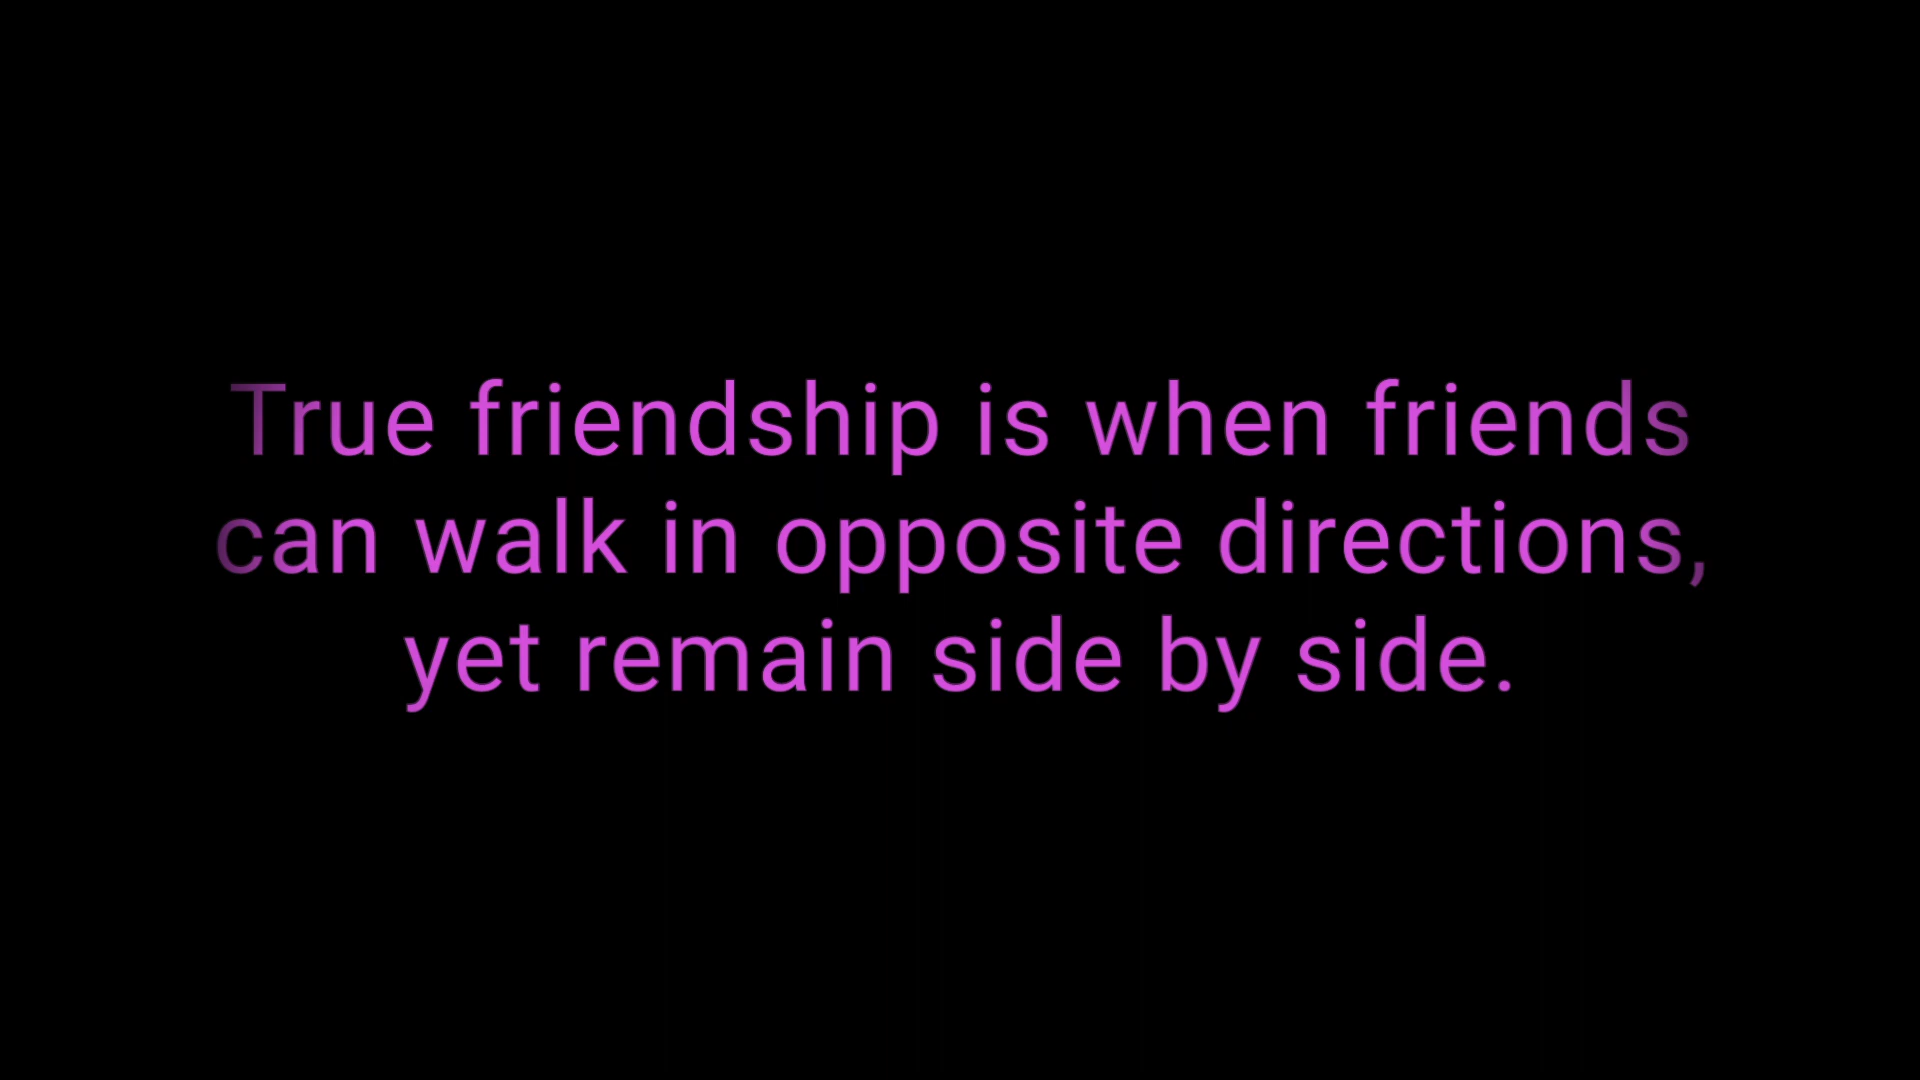 True friendship is when friends
can walk in opposite directions,
yet remain side by side.